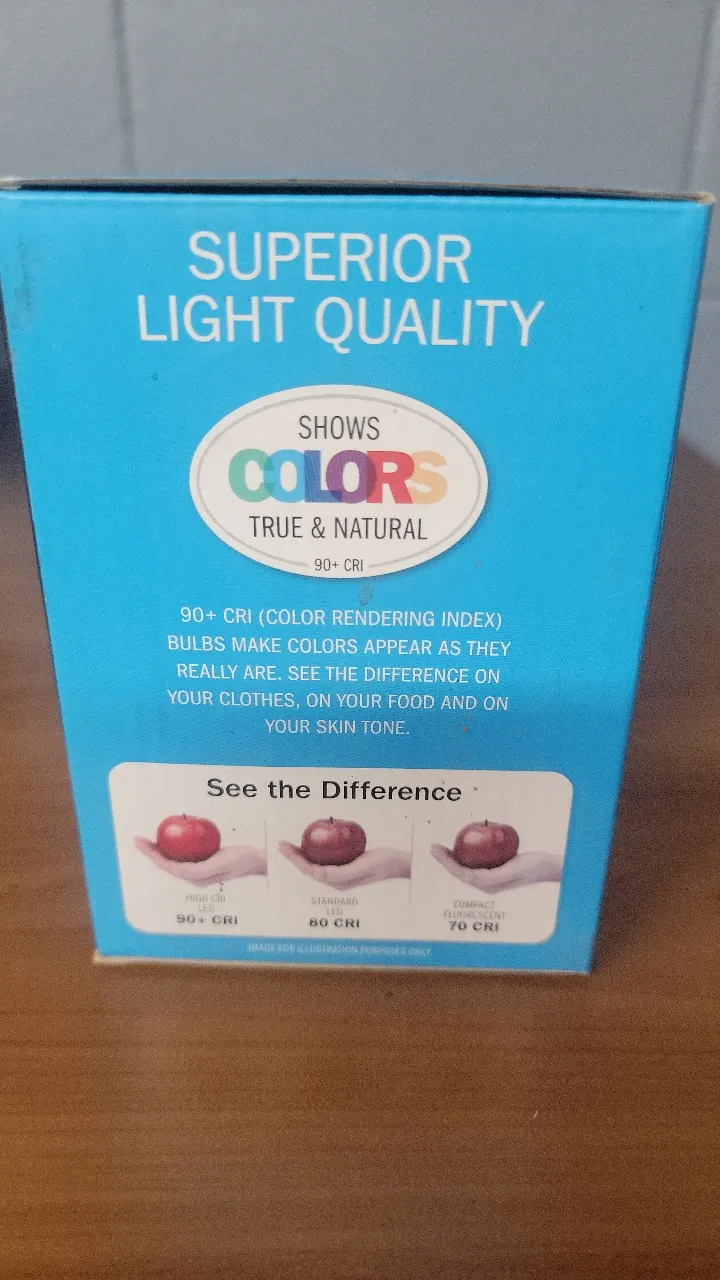 SUPERIOR
LIGHT QUALITY
SHOWS
COLORS
TRUE & NATURAL
90+ CRI
90+ CRI (COLOR RENDERING INDEX)
BULBS MAKE COLORS APPEAR AS THEY
REALLY ARE. SEE THE DIFFERENCE ON
YOUR CLOTHES, ON YOUR FOOD AND ON
YOUR SKIN TONE.
See the Difference
HIGH CRI
LED
90+ CRI
STANDARD
LED
80 CRI
COMPACT
FLUORESCENT
70 CRI
IMAGE FOR ILLUSTRATION PURPOSES ONLY